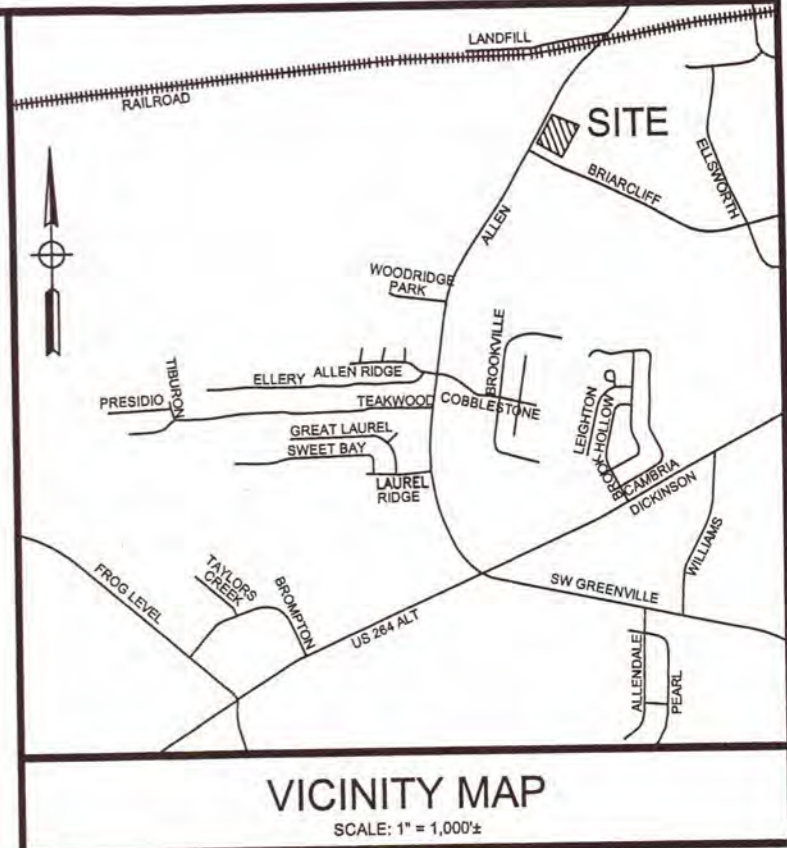 LANDFILL
RAILROAD
SITE
BRIARCLIFF
ELLSWORTH
ALLEN
WOODRIDGE
PARK
BROOKVILLE
ALLEN RIDGE
ELLERY
TIBURON
PRESIDIO
TEAKWOOD
COBBLESTONE
LEIGHTON
BROOK HOLLOW
GREAT LAUREL
SWEET BAY
LAUREL
RIDGE
CAMBRIA
DICKINSON
WILLIAMS
FROG LEVEL
TAYLORS
CREEK
BROMPTON
US 264 ALT
SW GREENVILLE
ALLENDALE
PEARL
VICINITY MAP
SCALE: 1" = 1,000'±